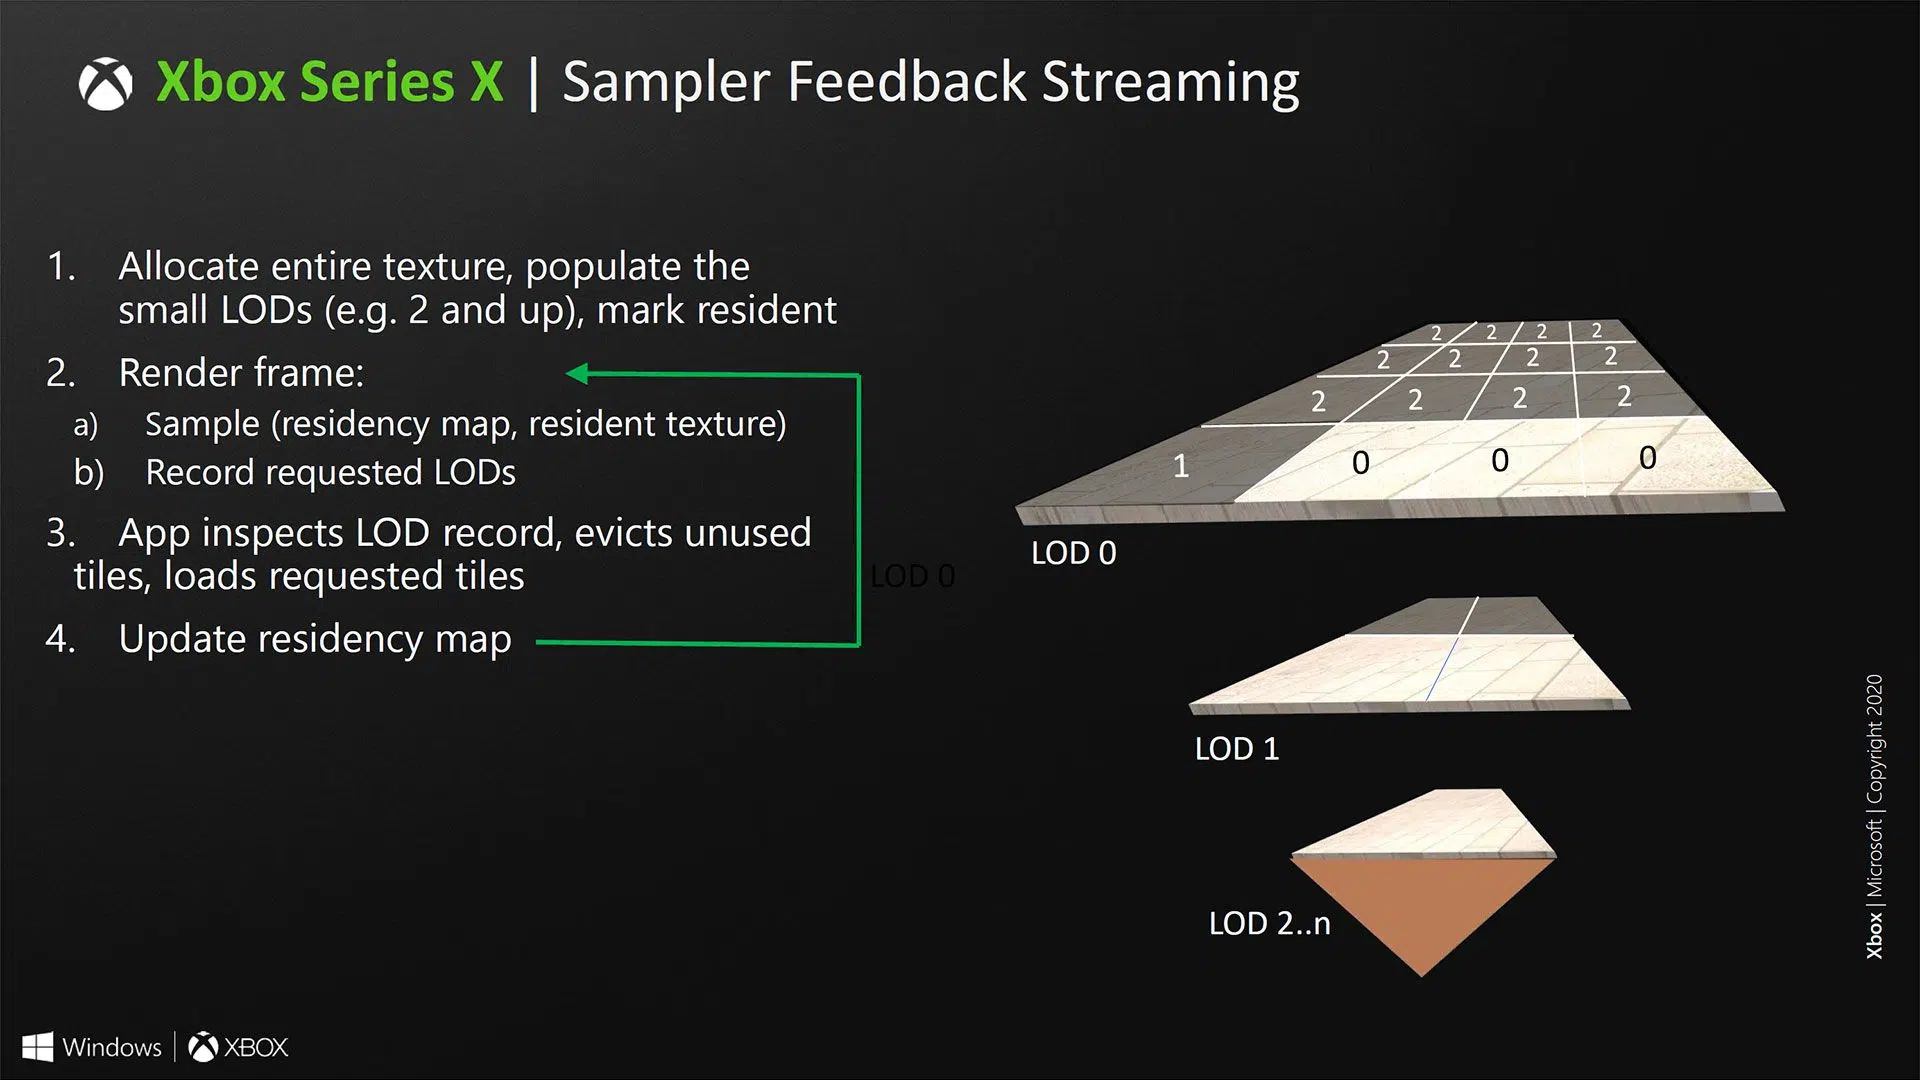 Xbox Series X | Sampler Feedback Streaming
1. Allocate entire texture, populate the
small LODs (e.g. 2 and up), mark resident
2. Render frame:
a) Sample (residency map, resident texture)
b) Record requested LODs
3. App inspects LOD record, evicts unused
tiles, loads requested tiles
4. Update residency map
LOD 0
2 2 2 2
2 2 2 2
2 2 2 2
1 0 0 0
LOD 0
LOD 1
LOD 2..n
Xbox | Microsoft | Copyright 2020
Windows | XBOX